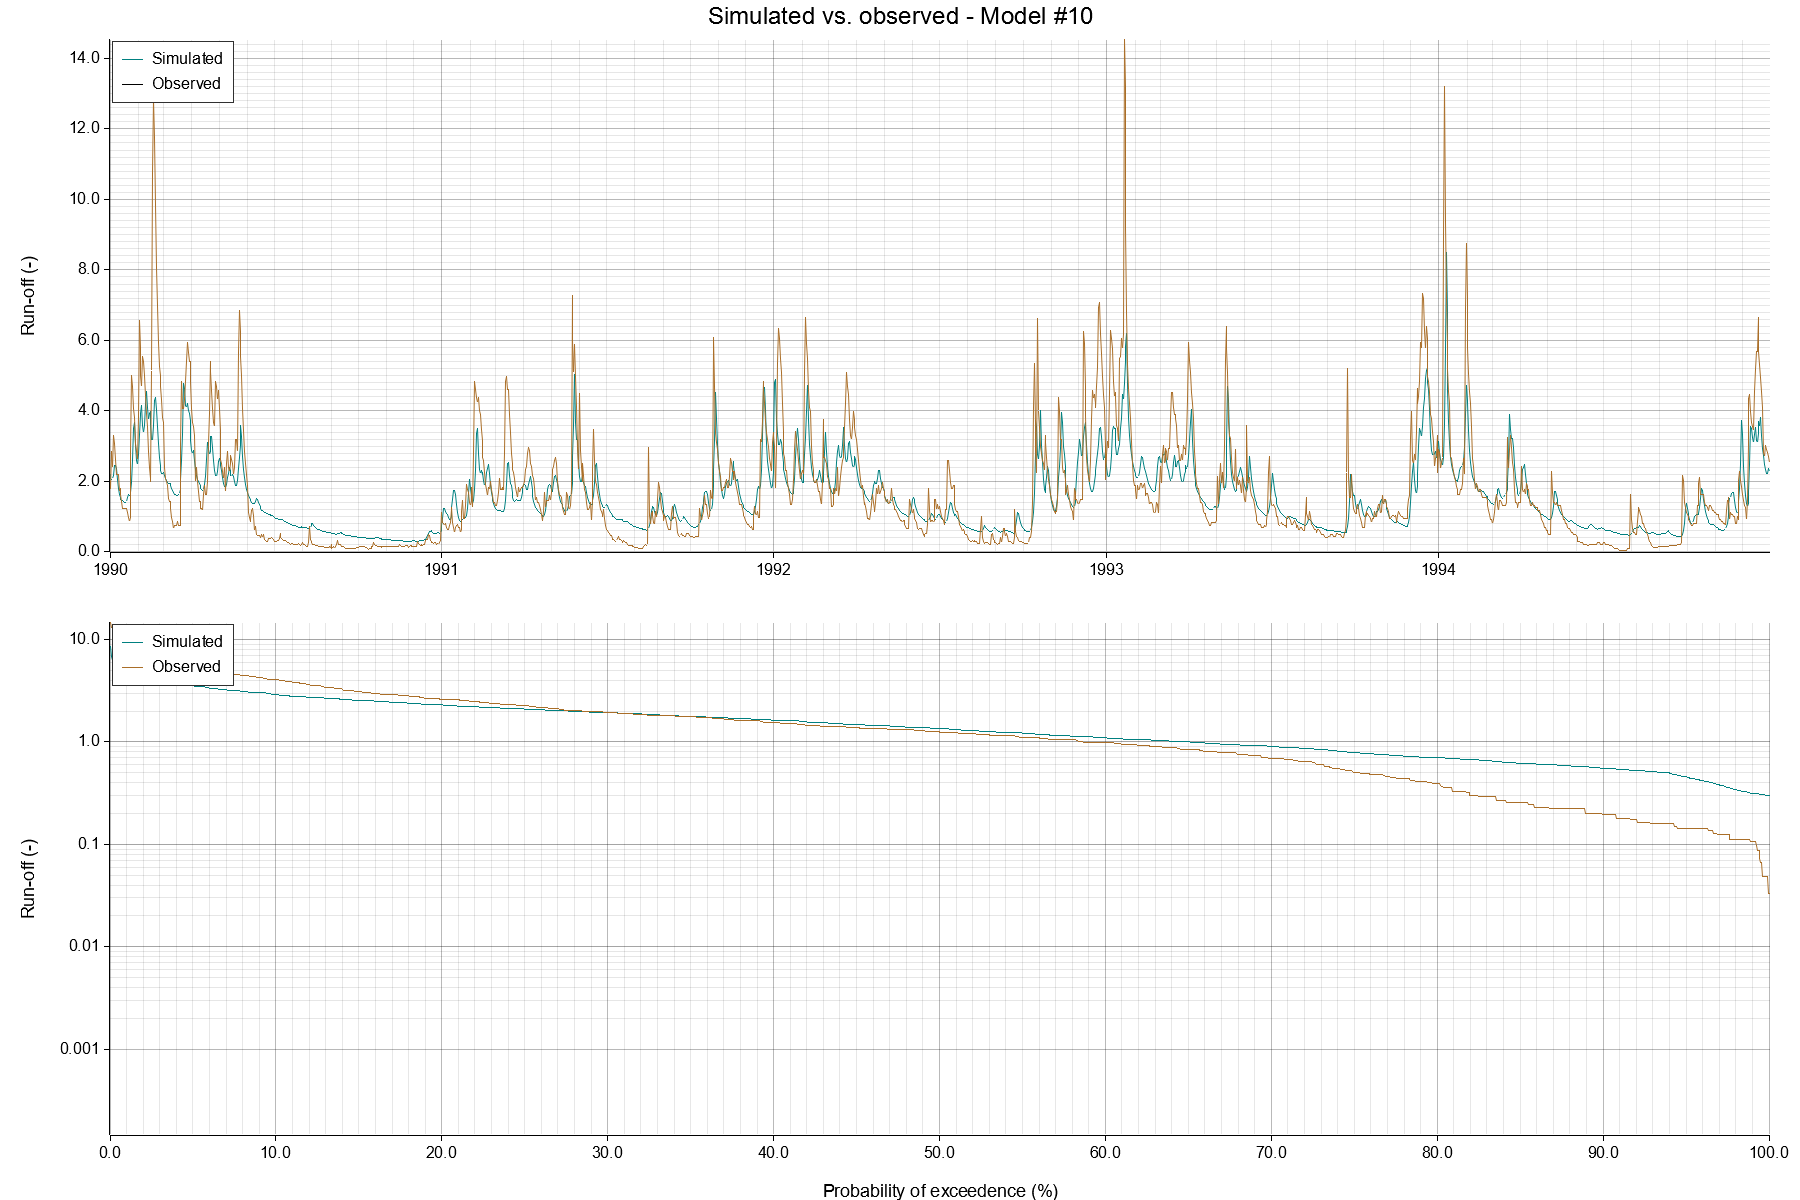 Simulated vs. observed - Model #10
Simulated
Observed
14.0
12.0
10.0
8.0
6.0
4.0
2.0
0.0
Run-off (-)
1990 1991 1992 1993 1994
Simulated
Observed
10.0
1.0
0.1
0.01
0.001
Run-off (-)
0.0 10.0 20.0 30.0 40.0 50.0 60.0 70.0 80.0 90.0 100.0
Probability of exceedence (%)